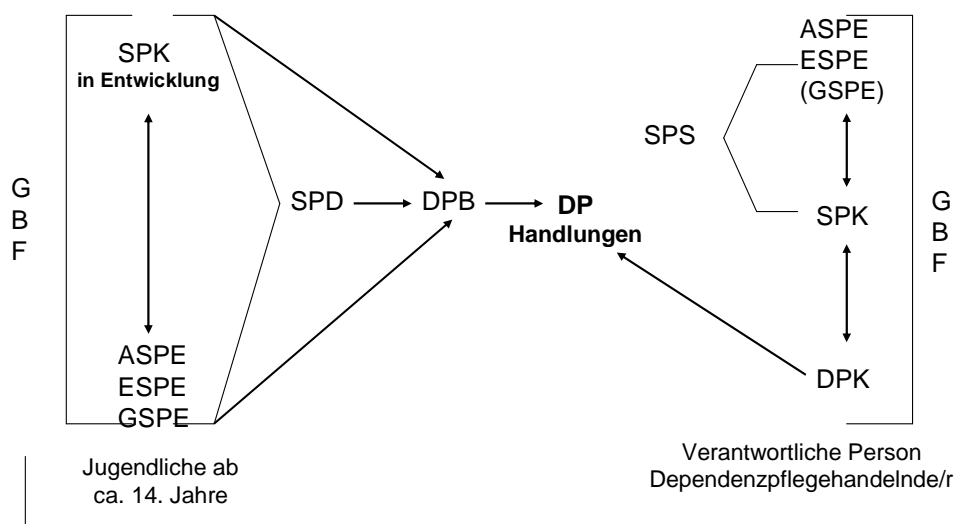 G
B
F
SPK
in Entwicklung
ASPE
ESPE
GSPE
Jugendliche ab
ca. 14. Jahre
SPD
DPB
DP
Handlungen
SPS
ASPE
ESPE
(GSPE)
SPK
DPK
G
B
F
Verantwortliche Person
Dependenzpflegehandelnde/r